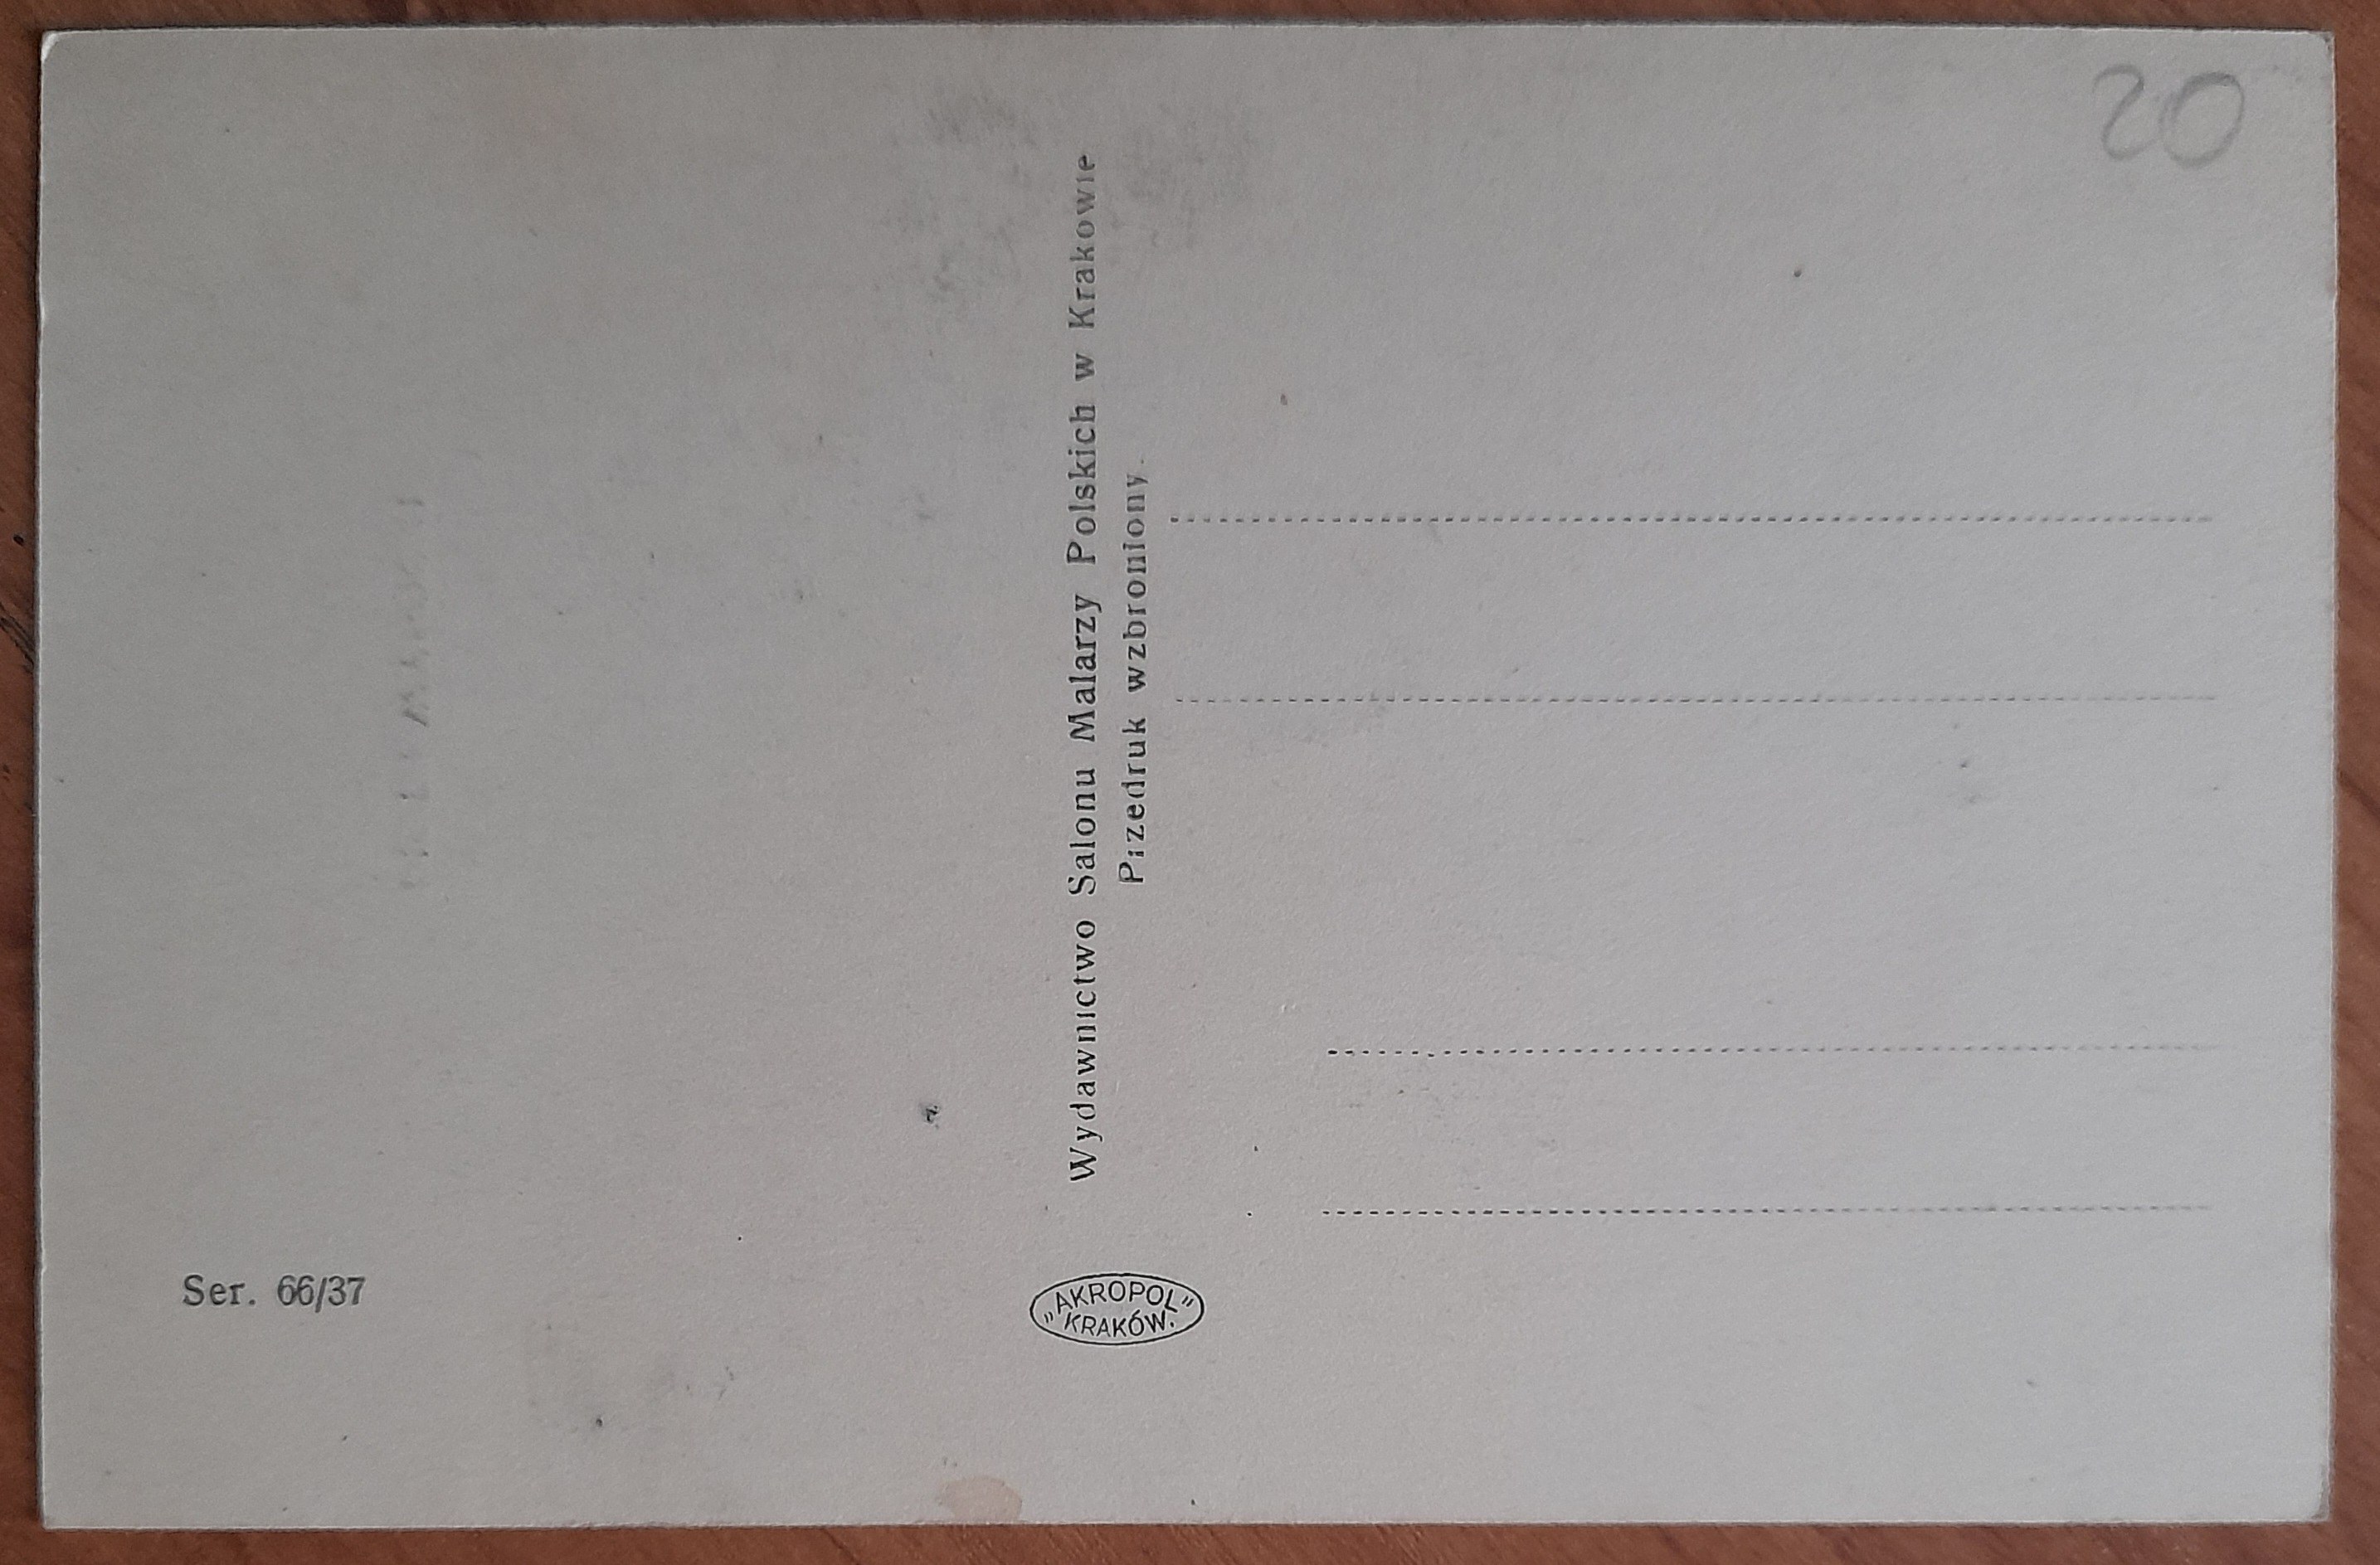 20
Wydawnictwo Salonu Malarzy Polskich w Krakowie
Przedruk wzbroniony.
Ser. 66/37
„AKROPOL”
KRAKÓW.